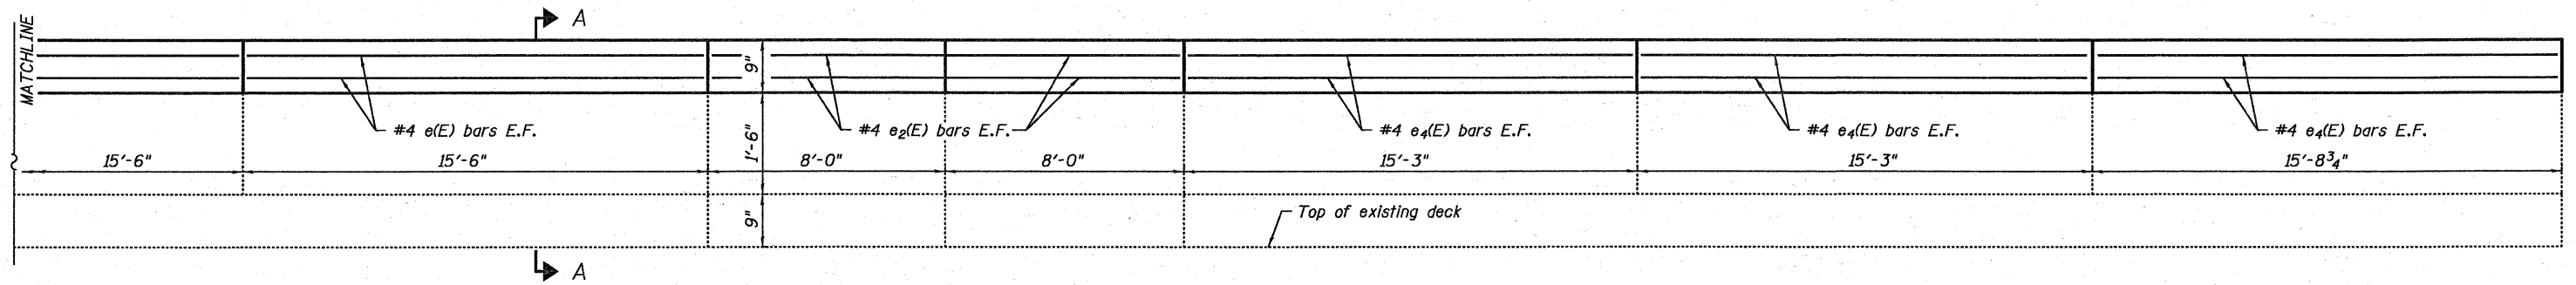 A
MATCHLINE
9"
#4 e(E) bars E.F.
#4 e₂(E) bars E.F.
#4 e₄(E) bars E.F.
#4 e₄(E) bars E.F.
#4 e₄(E) bars E.F.
1'-6"
15'-6"
15'-6"
8'-0"
8'-0"
15'-3"
15'-3"
15'-8¾"
9"
Top of existing deck
A